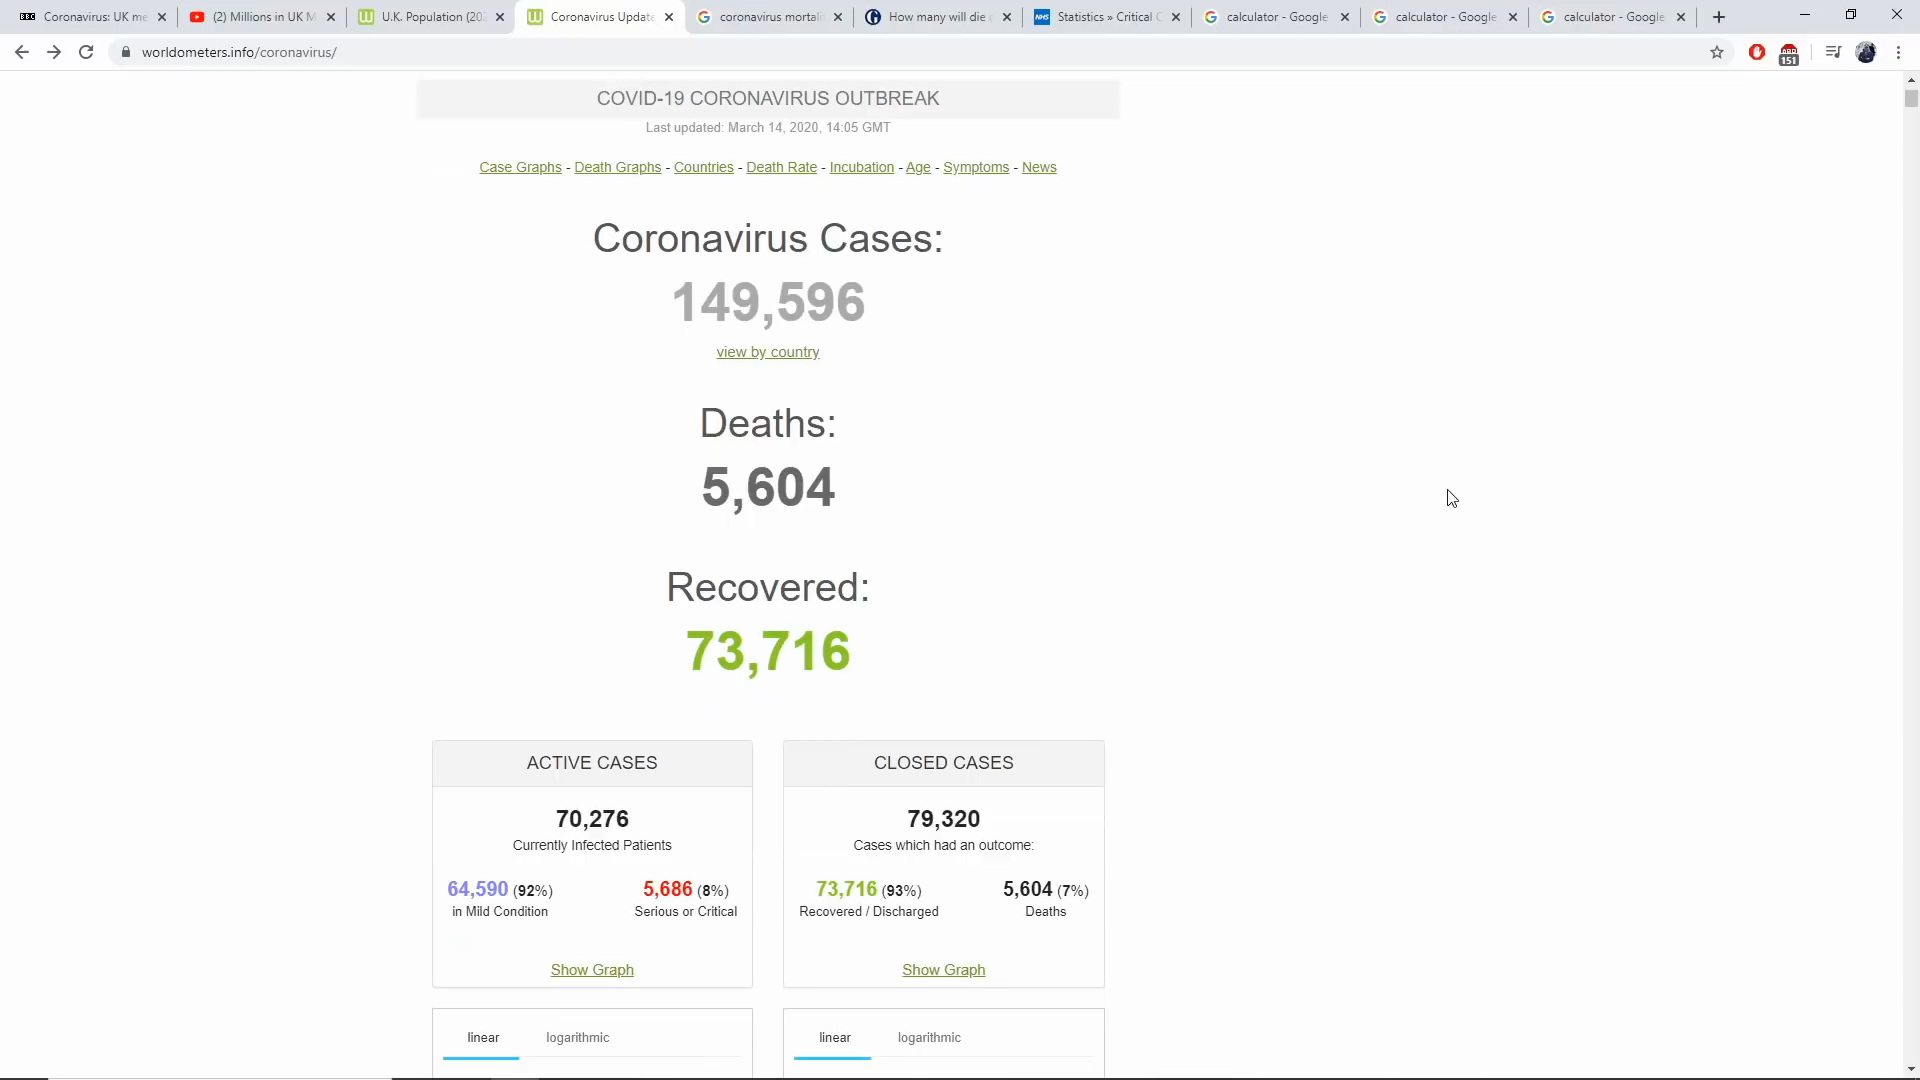 Coronavirus: UK me
(2) Millions in UK M
U.K. Population (202
Coronavirus Update
coronavirus mortali
How many will die
Statistics » Critical C
calculator - Google
calculator - Google
calculator - Google
worldometers.info/coronavirus/
151
COVID-19 CORONAVIRUS OUTBREAK
Last updated: March 14, 2020, 14:05 GMT
Case Graphs - Death Graphs - Countries - Death Rate - Incubation - Age - Symptoms - News
Coronavirus Cases:
149,596
view by country
Deaths:
5,604
Recovered:
73,716
ACTIVE CASES
70,276
Currently Infected Patients
64,590 (92%)
in Mild Condition
5,686 (8%)
Serious or Critical
Show Graph
CLOSED CASES
79,320
Cases which had an outcome:
73,716 (93%)
Recovered / Discharged
5,604 (7%)
Deaths
Show Graph
linear
logarithmic
linear
logarithmic